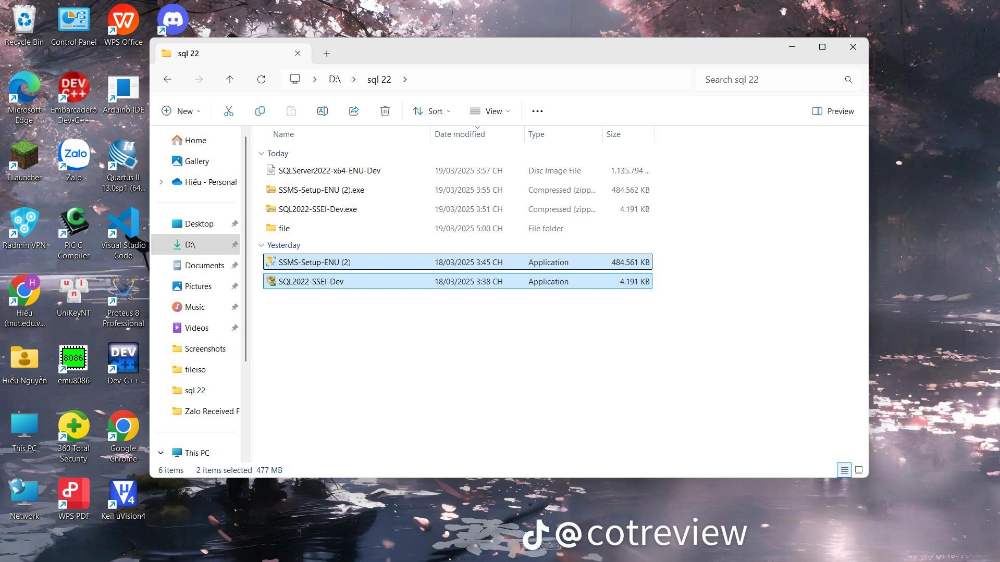 Recycle Bin
Control Panel
WPS Office
Microsoft Edge
Embarcadero Dev-C++
Arduino IDE
TLauncher
Zalo
Quartus II 13.0sp1 (64...
Radmin VPN
PIC C Compiler
Visual Studio Code
Hiếu (tnut.edu.v...
UniKeyNT
Proteus 8 Professional
Hiếu Nguyễn
emu8086
Dev-C++
This PC
360 Total Security
Google Chrome
Network
WPS PDF
Keil uVision4
sql 22
D:\ sql 22
Search sql 22
New
Sort
View
Preview
Home
Gallery
Hiếu - Personal
Desktop
D:\
Documents
Pictures
Music
Videos
Screenshots
fileiso
sql 22
Zalo Received F
This PC
Name Date modified Type Size
Today
SQLServer2022-x64-ENU-Dev 19/03/2025 3:57 CH Disc Image File 1.135.794 ...
SSMS-Setup-ENU (2).exe 19/03/2025 3:55 CH Compressed (zipp... 484.562 KB
SQL2022-SSEI-Dev.exe 19/03/2025 3:51 CH Compressed (zipp... 4.191 KB
file 19/03/2025 5:00 CH File folder
Yesterday
SSMS-Setup-ENU (2) 18/03/2025 3:45 CH Application 484.561 KB
SQL2022-SSEI-Dev 18/03/2025 3:38 CH Application 4.191 KB
6 items 2 items selected 477 MB
@cotreview